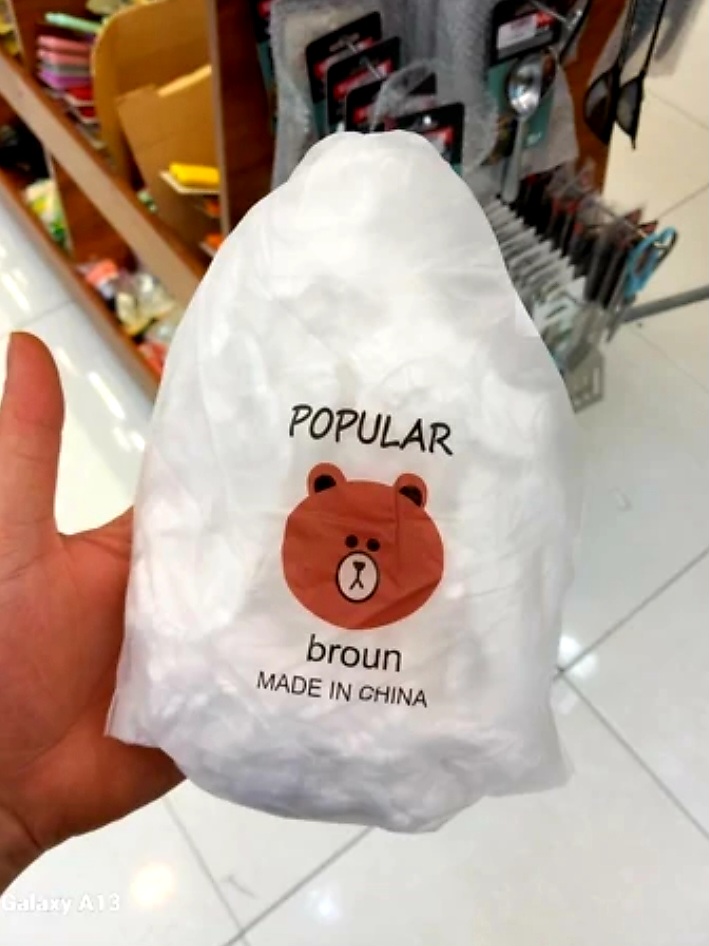 POPULAR
broun
MADE IN CHINA
Galaxy A13